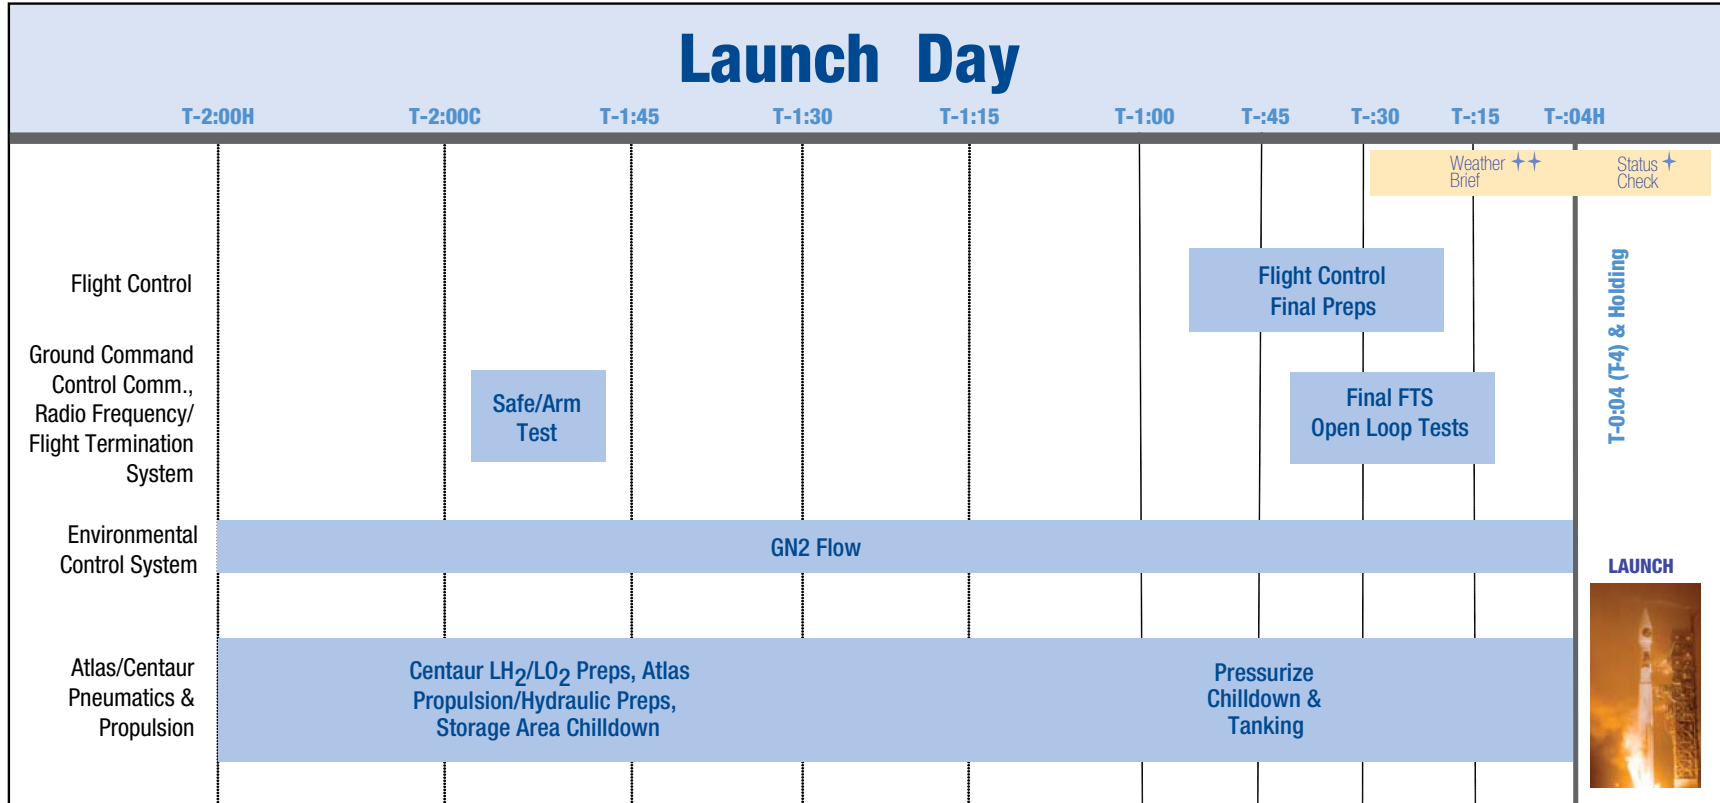 Launch Day
T-2:00H T-2:00C T-1:45 T-1:30 T-1:15 T-1:00 T-:45 T-:30 T-:15 T-:04H
Weather
Brief
Status
Check
Flight Control
Flight Control
Final Preps
T-0:04 (T-4) & Holding
Ground Command
Control Comm.,
Radio Frequency/
Flight Termination
System
Safe/Arm
Test
Final FTS
Open Loop Tests
Environmental
Control System
GN2 Flow
LAUNCH
Atlas/Centaur
Pneumatics &
Propulsion
Centaur LH2/LO2 Preps, Atlas
Propulsion/Hydraulic Preps,
Storage Area Chilldown
Pressurize
Chilldown &
Tanking